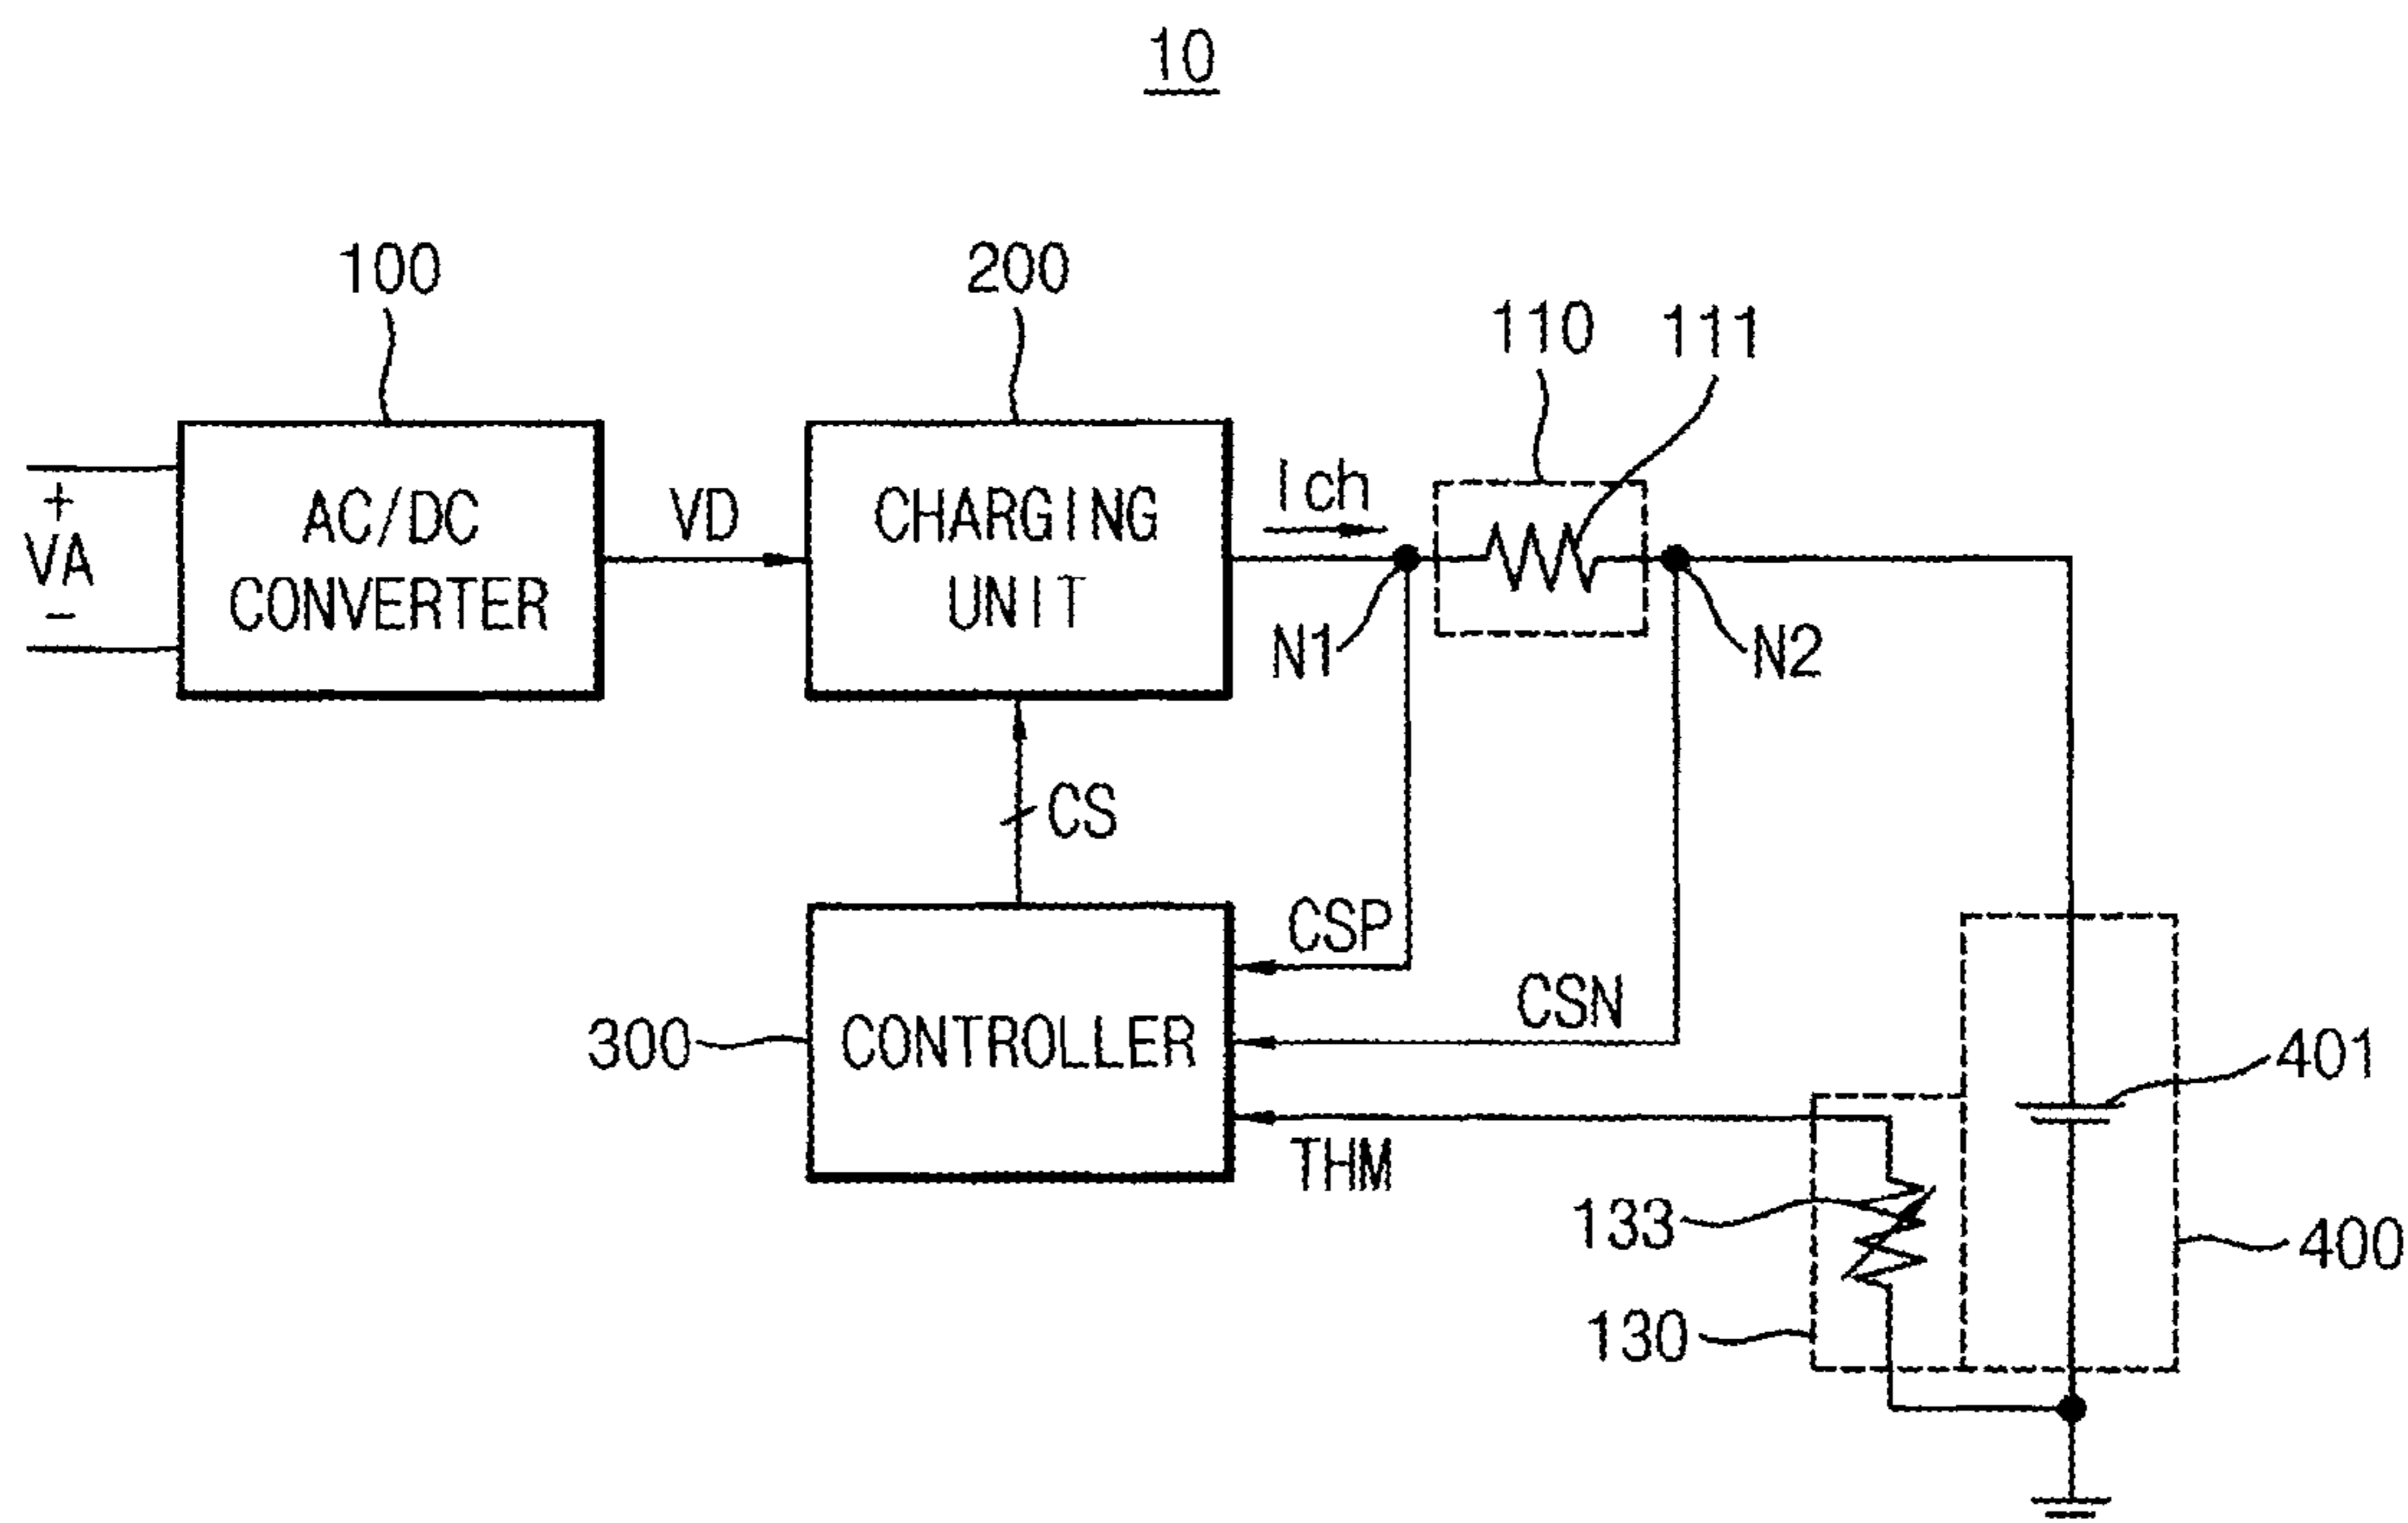 10
100
200
110
111
+
VA
−
AC/DC
CONVERTER
VD
CHARGING
UNIT
Ich
N1
N2
CS
CSP
CSN
300
CONTROLLER
THM
401
133
400
130